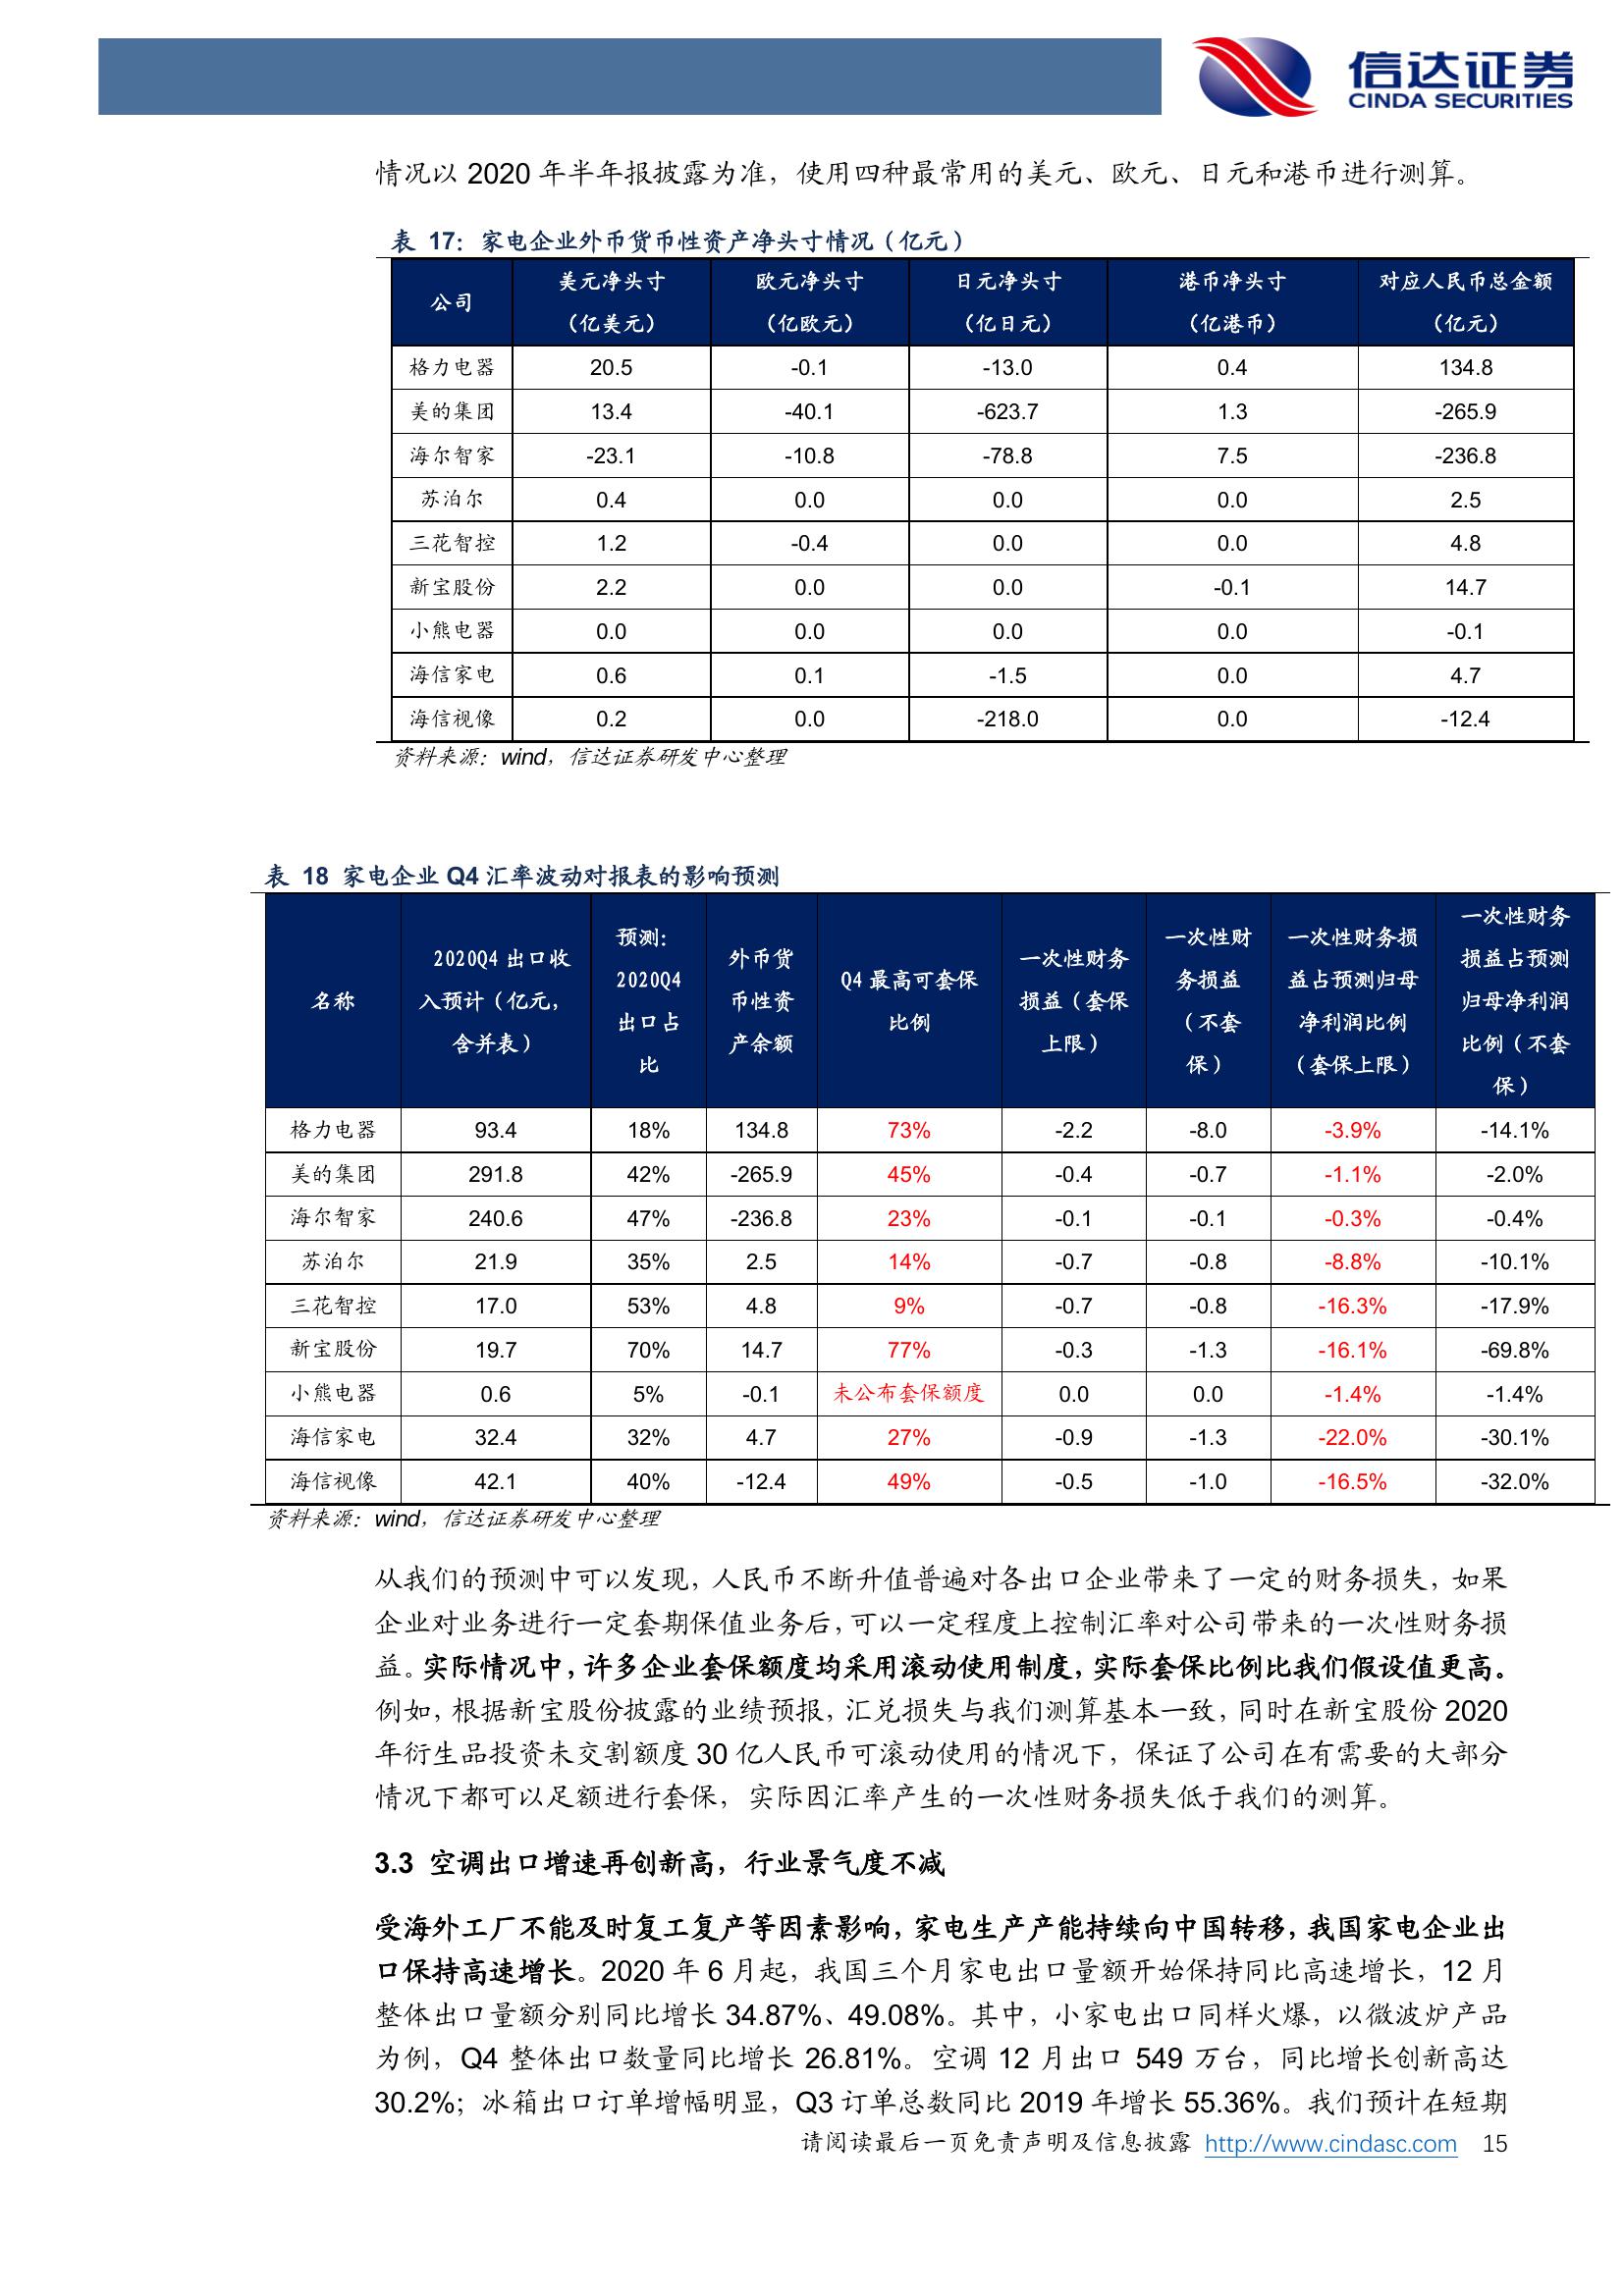 信达证券
CINDA SECURITIES
情况以 2020 年半年报披露为准，使用四种最常用的美元、欧元、日元和港币进行测算。
表 17：家电企业外币货币性资产净头寸情况（亿元）
公司 美元净头寸（亿美元） 欧元净头寸（亿欧元） 日元净头寸（亿日元） 港币净头寸（亿港币） 对应人民币总金额（亿元）
格力电器 20.5 -0.1 -13.0 0.4 134.8
美的集团 13.4 -40.1 -623.7 1.3 -265.9
海尔智家 -23.1 -10.8 -78.8 7.5 -236.8
苏泊尔 0.4 0.0 0.0 0.0 2.5
三花智控 1.2 -0.4 0.0 0.0 4.8
新宝股份 2.2 0.0 0.0 -0.1 14.7
小熊电器 0.0 0.0 0.0 0.0 -0.1
海信家电 0.6 0.1 -1.5 0.0 4.7
海信视像 0.2 0.0 -218.0 0.0 -12.4
资料来源：wind，信达证券研发中心整理
表 18 家电企业 Q4 汇率波动对报表的影响预测
名称 2020Q4 出口收入预计（亿元，含并表） 预测：2020Q4 出口占比 外币货币性资产余额 Q4 最高可套保比例 一次性财务损益（套保上限） 一次性财务损益（不套保） 一次性财务损益占预测归母净利润比例（套保上限） 一次性财务损益占预测归母净利润比例（不套保）
格力电器 93.4 18% 134.8 73% -2.2 -8.0 -3.9% -14.1%
美的集团 291.8 42% -265.9 45% -0.4 -0.7 -1.1% -2.0%
海尔智家 240.6 47% -236.8 23% -0.1 -0.1 -0.3% -0.4%
苏泊尔 21.9 35% 2.5 14% -0.7 -0.8 -8.8% -10.1%
三花智控 17.0 53% 4.8 9% -0.7 -0.8 -16.3% -17.9%
新宝股份 19.7 70% 14.7 77% -0.3 -1.3 -16.1% -69.8%
小熊电器 0.6 5% -0.1 未公布套保额度 0.0 0.0 -1.4% -1.4%
海信家电 32.4 32% 4.7 27% -0.9 -1.3 -22.0% -30.1%
海信视像 42.1 40% -12.4 49% -0.5 -1.0 -16.5% -32.0%
资料来源：wind，信达证券研发中心整理
从我们的预测中可以发现，人民币不断升值普遍对各出口企业带来了一定的财务损失，如果
企业对业务进行一定套期保值业务后，可以一定程度上控制汇率对公司带来的一次性财务损
益。实际情况中，许多企业套保额度均采用滚动使用制度，实际套保比例比我们假设值更高。
例如，根据新宝股份披露的业绩预报，汇兑损失与我们测算基本一致，同时在新宝股份 2020
年衍生品投资未交割额度 30 亿人民币可滚动使用的情况下，保证了公司在有需要的大部分
情况下都可以足额进行套保，实际因汇率产生的一次性财务损失低于我们的测算。
3.3 空调出口增速再创新高，行业景气度不减
受海外工厂不能及时复工复产等因素影响，家电生产产能持续向中国转移，我国家电企业出
口保持高速增长。2020 年 6 月起，我国三个月家电出口量额开始保持同比高速增长，12 月
整体出口量额分别同比增长 34.87%、49.08%。其中，小家电出口同样火爆，以微波炉产品
为例，Q4 整体出口数量同比增长 26.81%。空调 12 月出口 549 万台，同比增长创新高达
30.2%；冰箱出口订单增幅明显，Q3 订单总数同比 2019 年增长 55.36%。我们预计在短期
请阅读最后一页免责声明及信息披露 http://www.cindasc.com 15